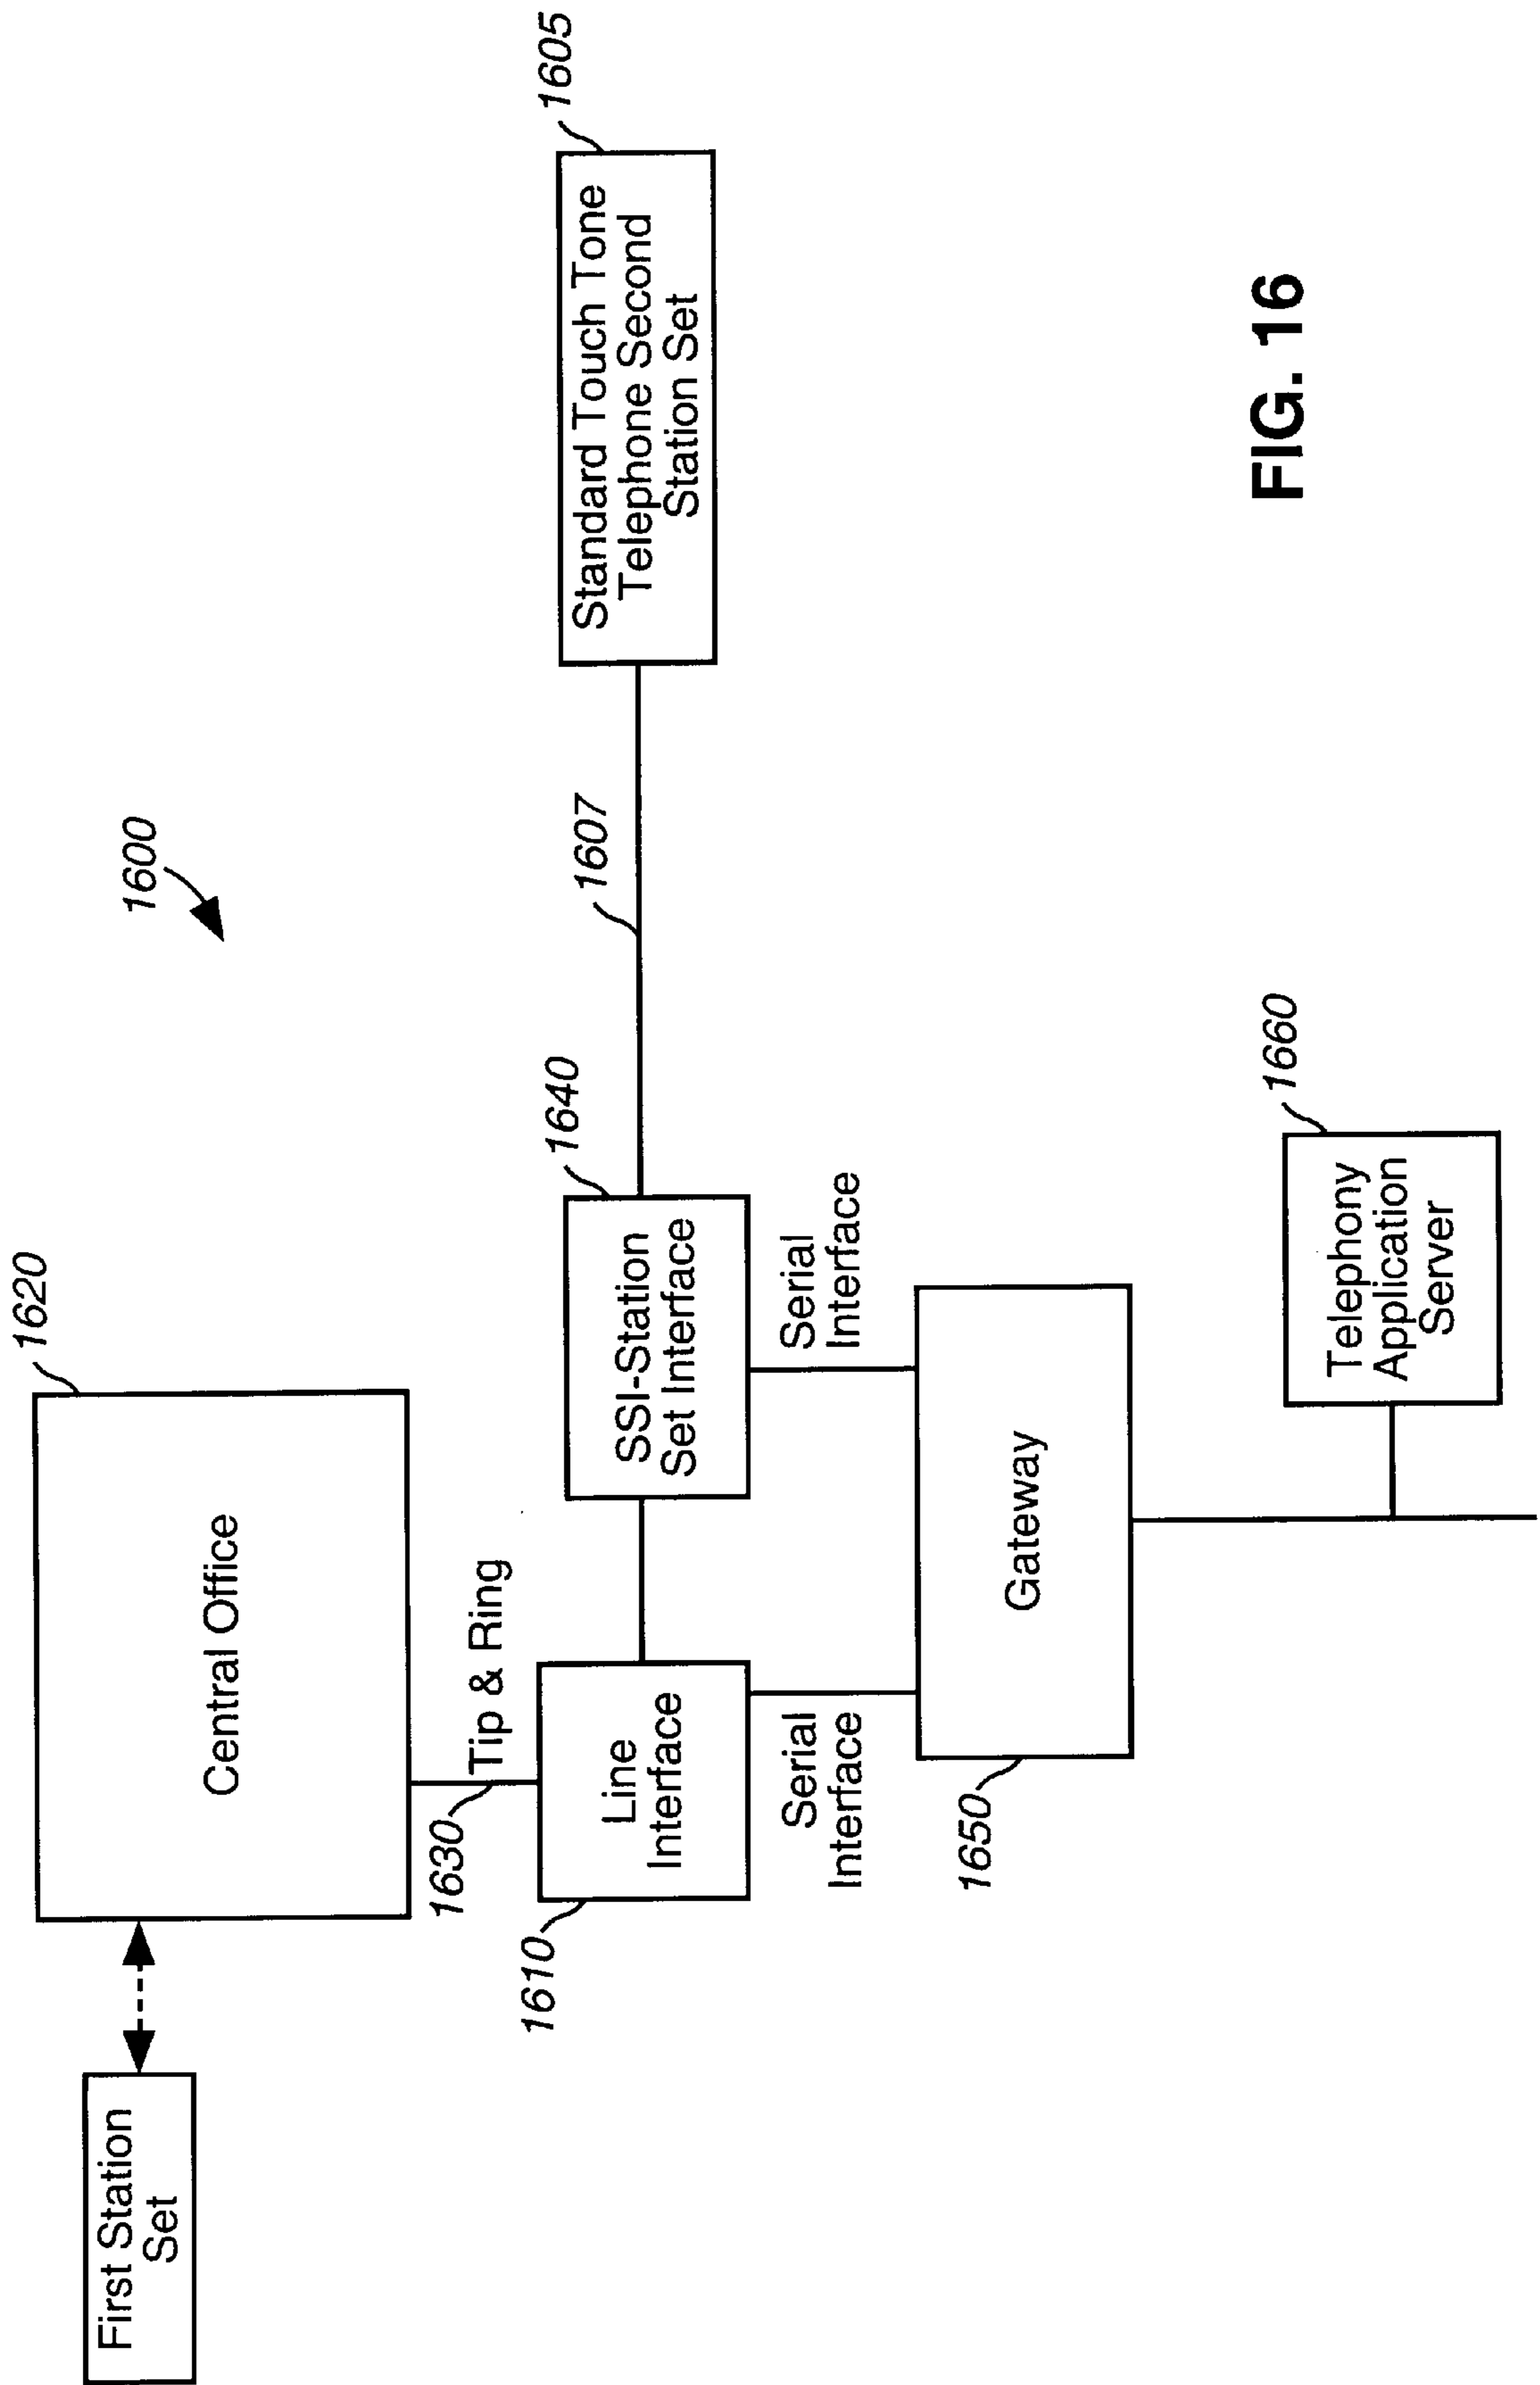 1620
Central Office
First Station
Set
1600
1630
Tip & Ring
1610
Line
Interface
1640
SSI-Station
Set Interface
1607
1605
Standard Touch Tone
Telephone Second
Station Set
Serial
Interface
Serial
Interface
1650
Gateway
1660
Telephony
Application
Server
FIG. 16